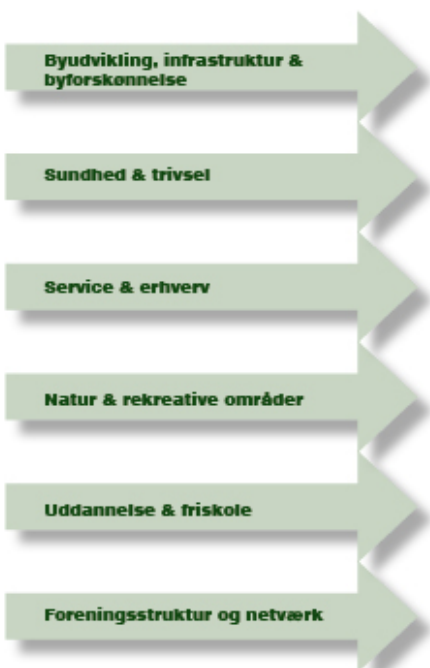 Byudvikling, infrastruktur &
byforskønnelse
Sundhed & trivsel
Service & erhverv
Natur & rekreative områder
Uddannelse & friskole
Foreningsstruktur og netværk